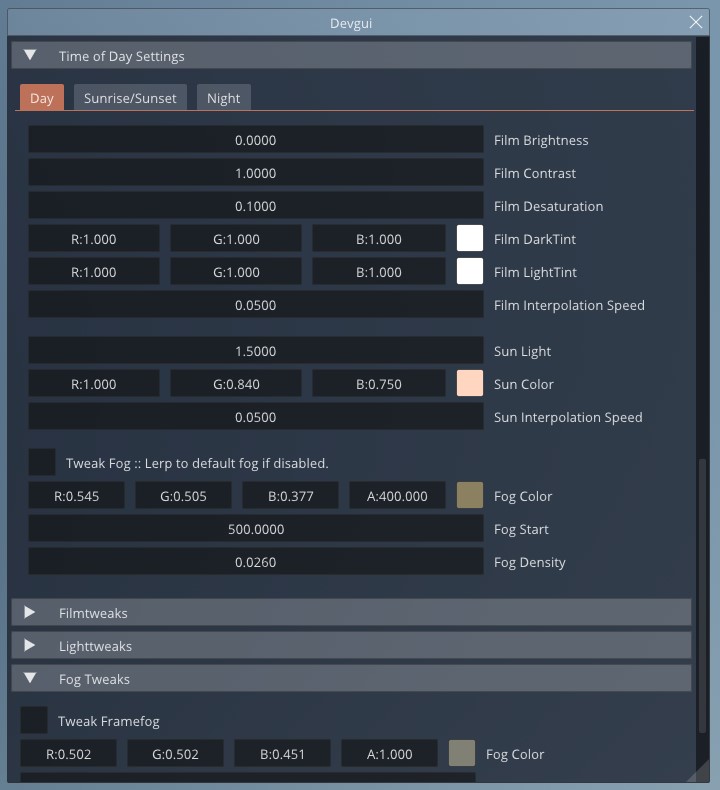 Devgui
Time of Day Settings
Day Sunrise/Sunset Night
0.0000 Film Brightness
1.0000 Film Contrast
0.1000 Film Desaturation
R:1.000 G:1.000 B:1.000 Film DarkTint
R:1.000 G:1.000 B:1.000 Film LightTint
0.0500 Film Interpolation Speed
1.5000 Sun Light
R:1.000 G:0.840 B:0.750 Sun Color
0.0500 Sun Interpolation Speed
Tweak Fog :: Lerp to default fog if disabled.
R:0.545 G:0.505 B:0.377 A:400.000 Fog Color
500.0000 Fog Start
0.0260 Fog Density
Filmtweaks
Lighttweaks
Fog Tweaks
Tweak Framefog
R:0.502 G:0.502 B:0.451 A:1.000 Fog Color